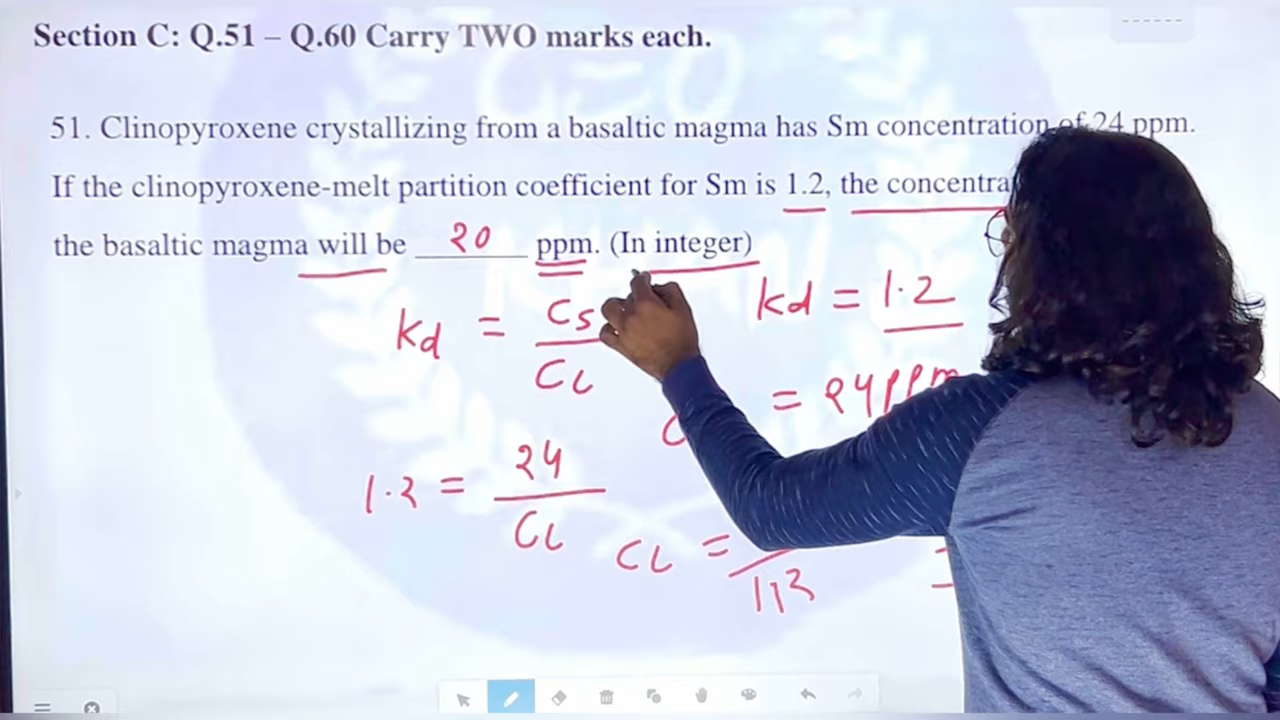 Section C: Q.51 – Q.60 Carry TWO marks each.
51. Clinopyroxene crystallizing from a basaltic magma has Sm concentration of 24 ppm.
If the clinopyroxene-melt partition coefficient for Sm is 1.2, the concentra
the basaltic magma will be 20 ppm. (In integer)
kd = Cs
CL
kd = 1.2
= 24ppm
1.2 = 24
CL
CL =
1.2